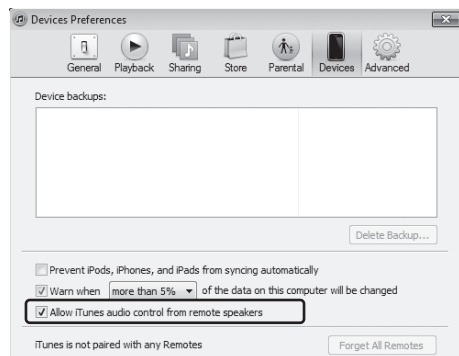 Devices Preferences
General Playback Sharing Store Parental Devices Advanced
Device backups:
Delete Backup...
Prevent iPods, iPhones, and iPads from syncing automatically
Warn when more than 5% of the data on this computer will be changed
Allow iTunes audio control from remote speakers
iTunes is not paired with any Remotes Forget All Remotes